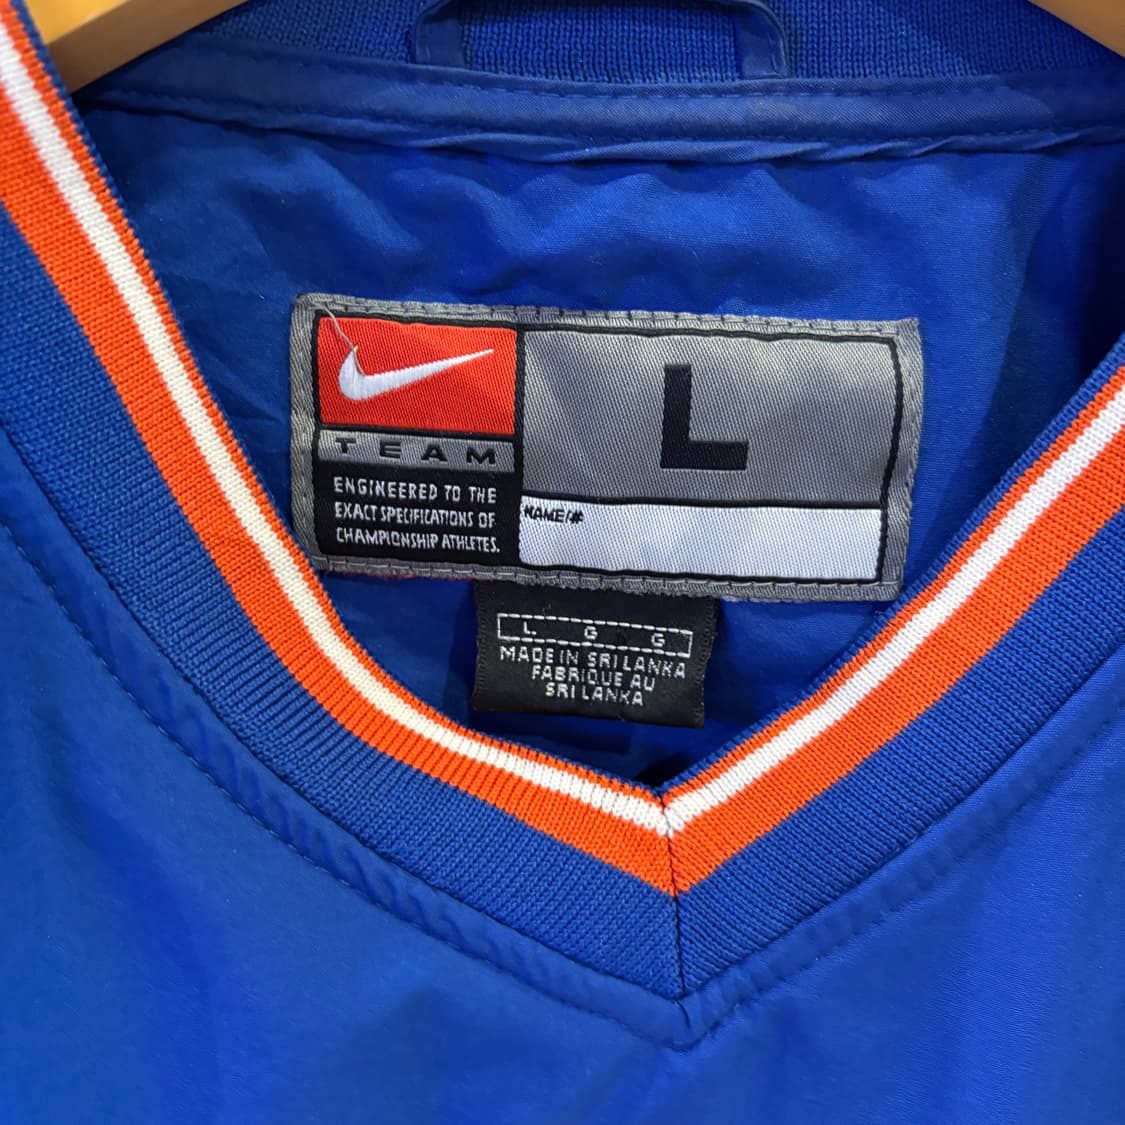 L
TEAM
ENGINEERED TO THE
EXACT SPECIFICATIONS OF
CHAMPIONSHIP ATHLETES.
NAME/#
L G G
MADE IN SRI LANKA
FABRIQUE AU
SRI LANKA